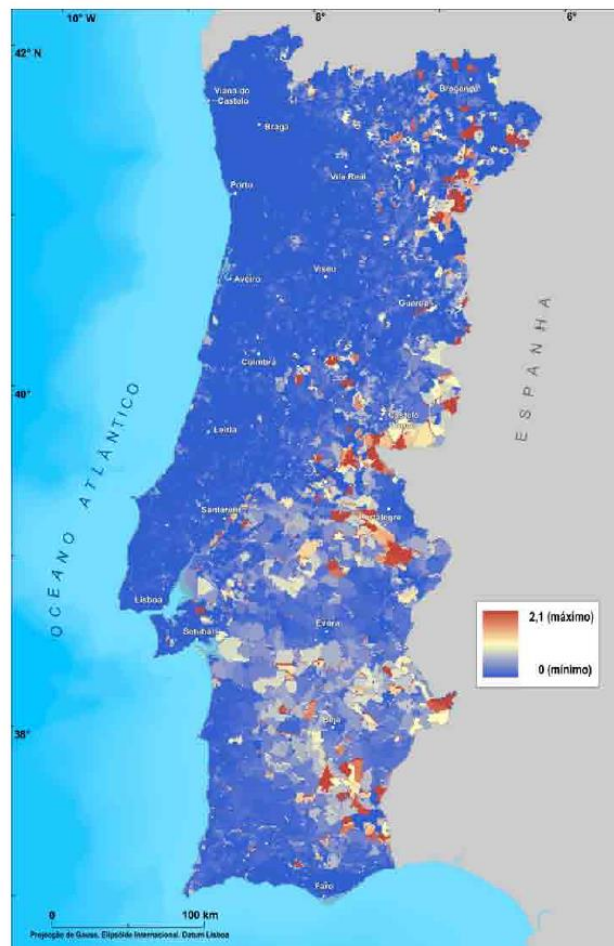 10° W
8°
6°
42° N
Viana do
Castelo
Bragança
Braga
Vila Real
Porto
Viseu
Aveiro
Guarda
Coimbra
40°
Castelo
Branco
Leiria
ESPANHA
OCEANO ATLÂNTICO
Santarém
Portalegre
Lisboa
Setúbal
Évora
2,1 (máximo)
0 (mínimo)
38°
Beja
Faro
0
100 km
Projecção de Gauss, Elipsóide Internacional, Datum Lisboa